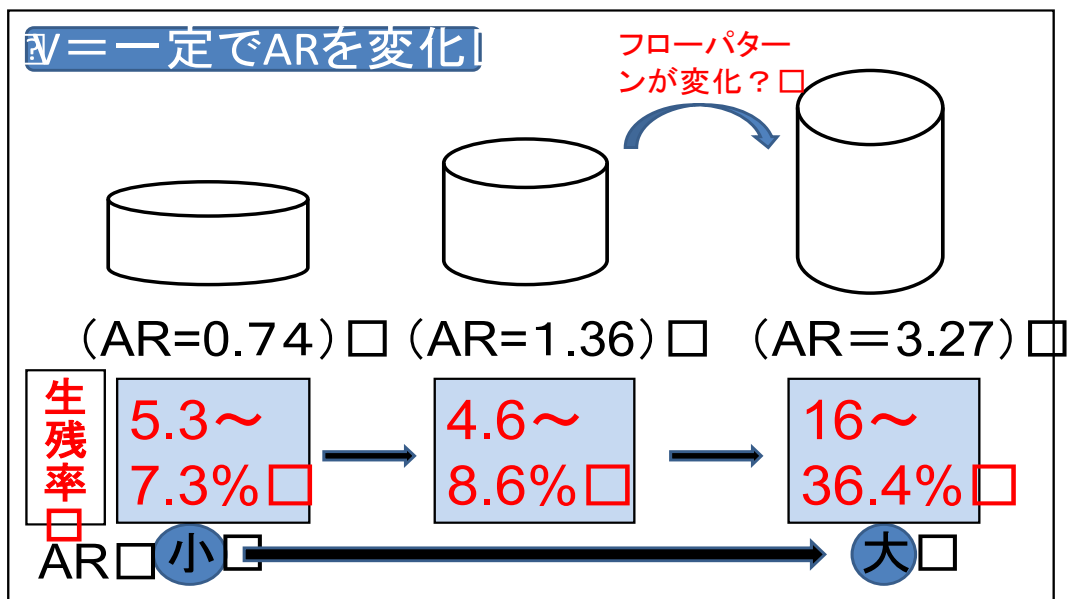 V＝一定でARを変化
フローパター
ンが変化？
（AR=0.74）
（AR=1.36）
（AR＝3.27）
生残率
5.3～
7.3%
4.6～
8.6%
16～
36.4%
AR
小
大